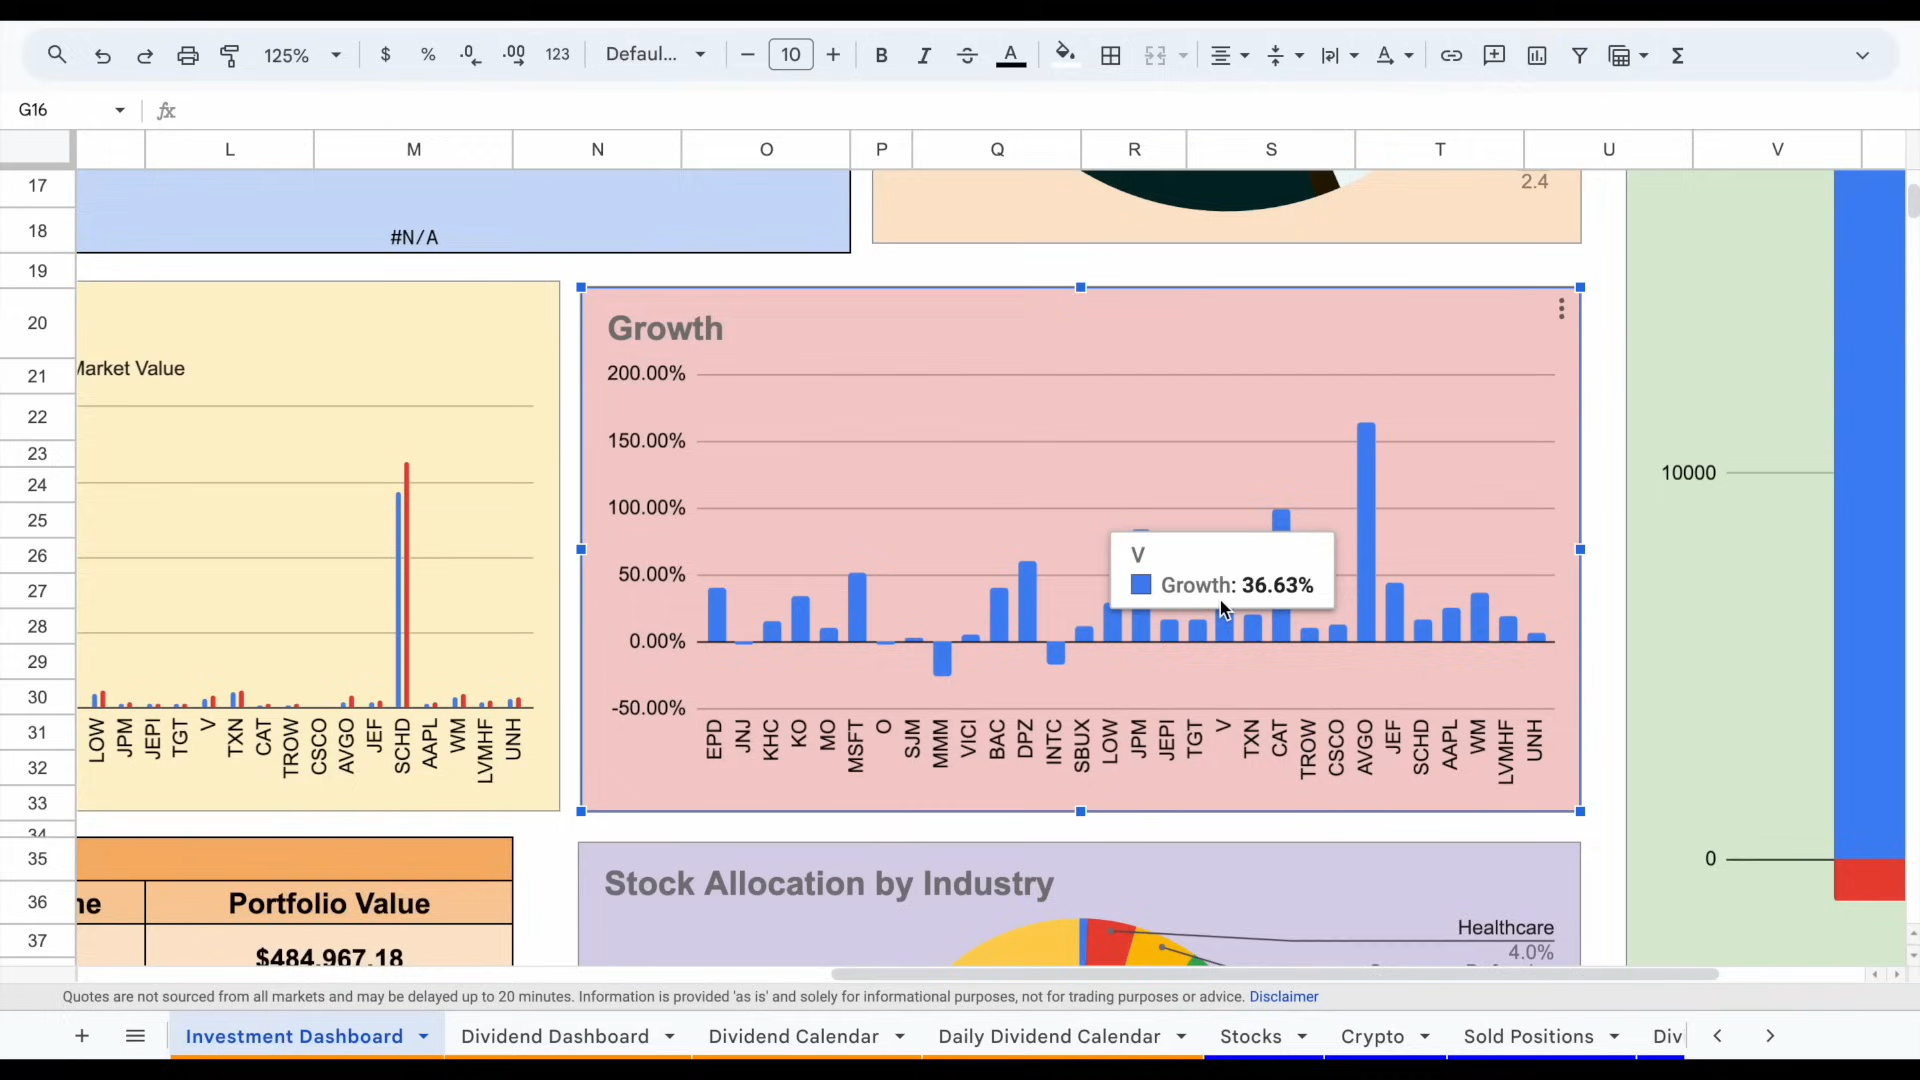 125%
$
%
.0
.00
123
Defaul...
10
B
I
A
G16
fx
L
M
N
O
P
Q
R
S
T
U
V
17
18
19
20
21
22
23
24
25
26
27
28
29
30
31
32
33
34
35
36
37
#N/A
2.4
Market Value
LOW
JPM
JEPI
TGT
V
TXN
CAT
TROW
CSCO
AVGO
JEF
SCHD
AAPL
WM
LVMHF
UNH
Growth
200.00%
150.00%
100.00%
50.00%
0.00%
-50.00%
V
Growth: 36.63%
EPD
JNJ
KHC
KO
MO
MSFT
O
SJM
MMM
VICI
BAC
DPZ
INTC
SBUX
LOW
JPM
JEPI
TGT
V
TXN
CAT
TROW
CSCO
AVGO
JEF
SCHD
AAPL
WM
LVMHF
UNH
10000
0
ne
Portfolio Value
$484,967.18
Stock Allocation by Industry
Healthcare
4.0%
Quotes are not sourced from all markets and may be delayed up to 20 minutes. Information is provided 'as is' and solely for informational purposes, not for trading purposes or advice. Disclaimer
Investment Dashboard
Dividend Dashboard
Dividend Calendar
Daily Dividend Calendar
Stocks
Crypto
Sold Positions
Div